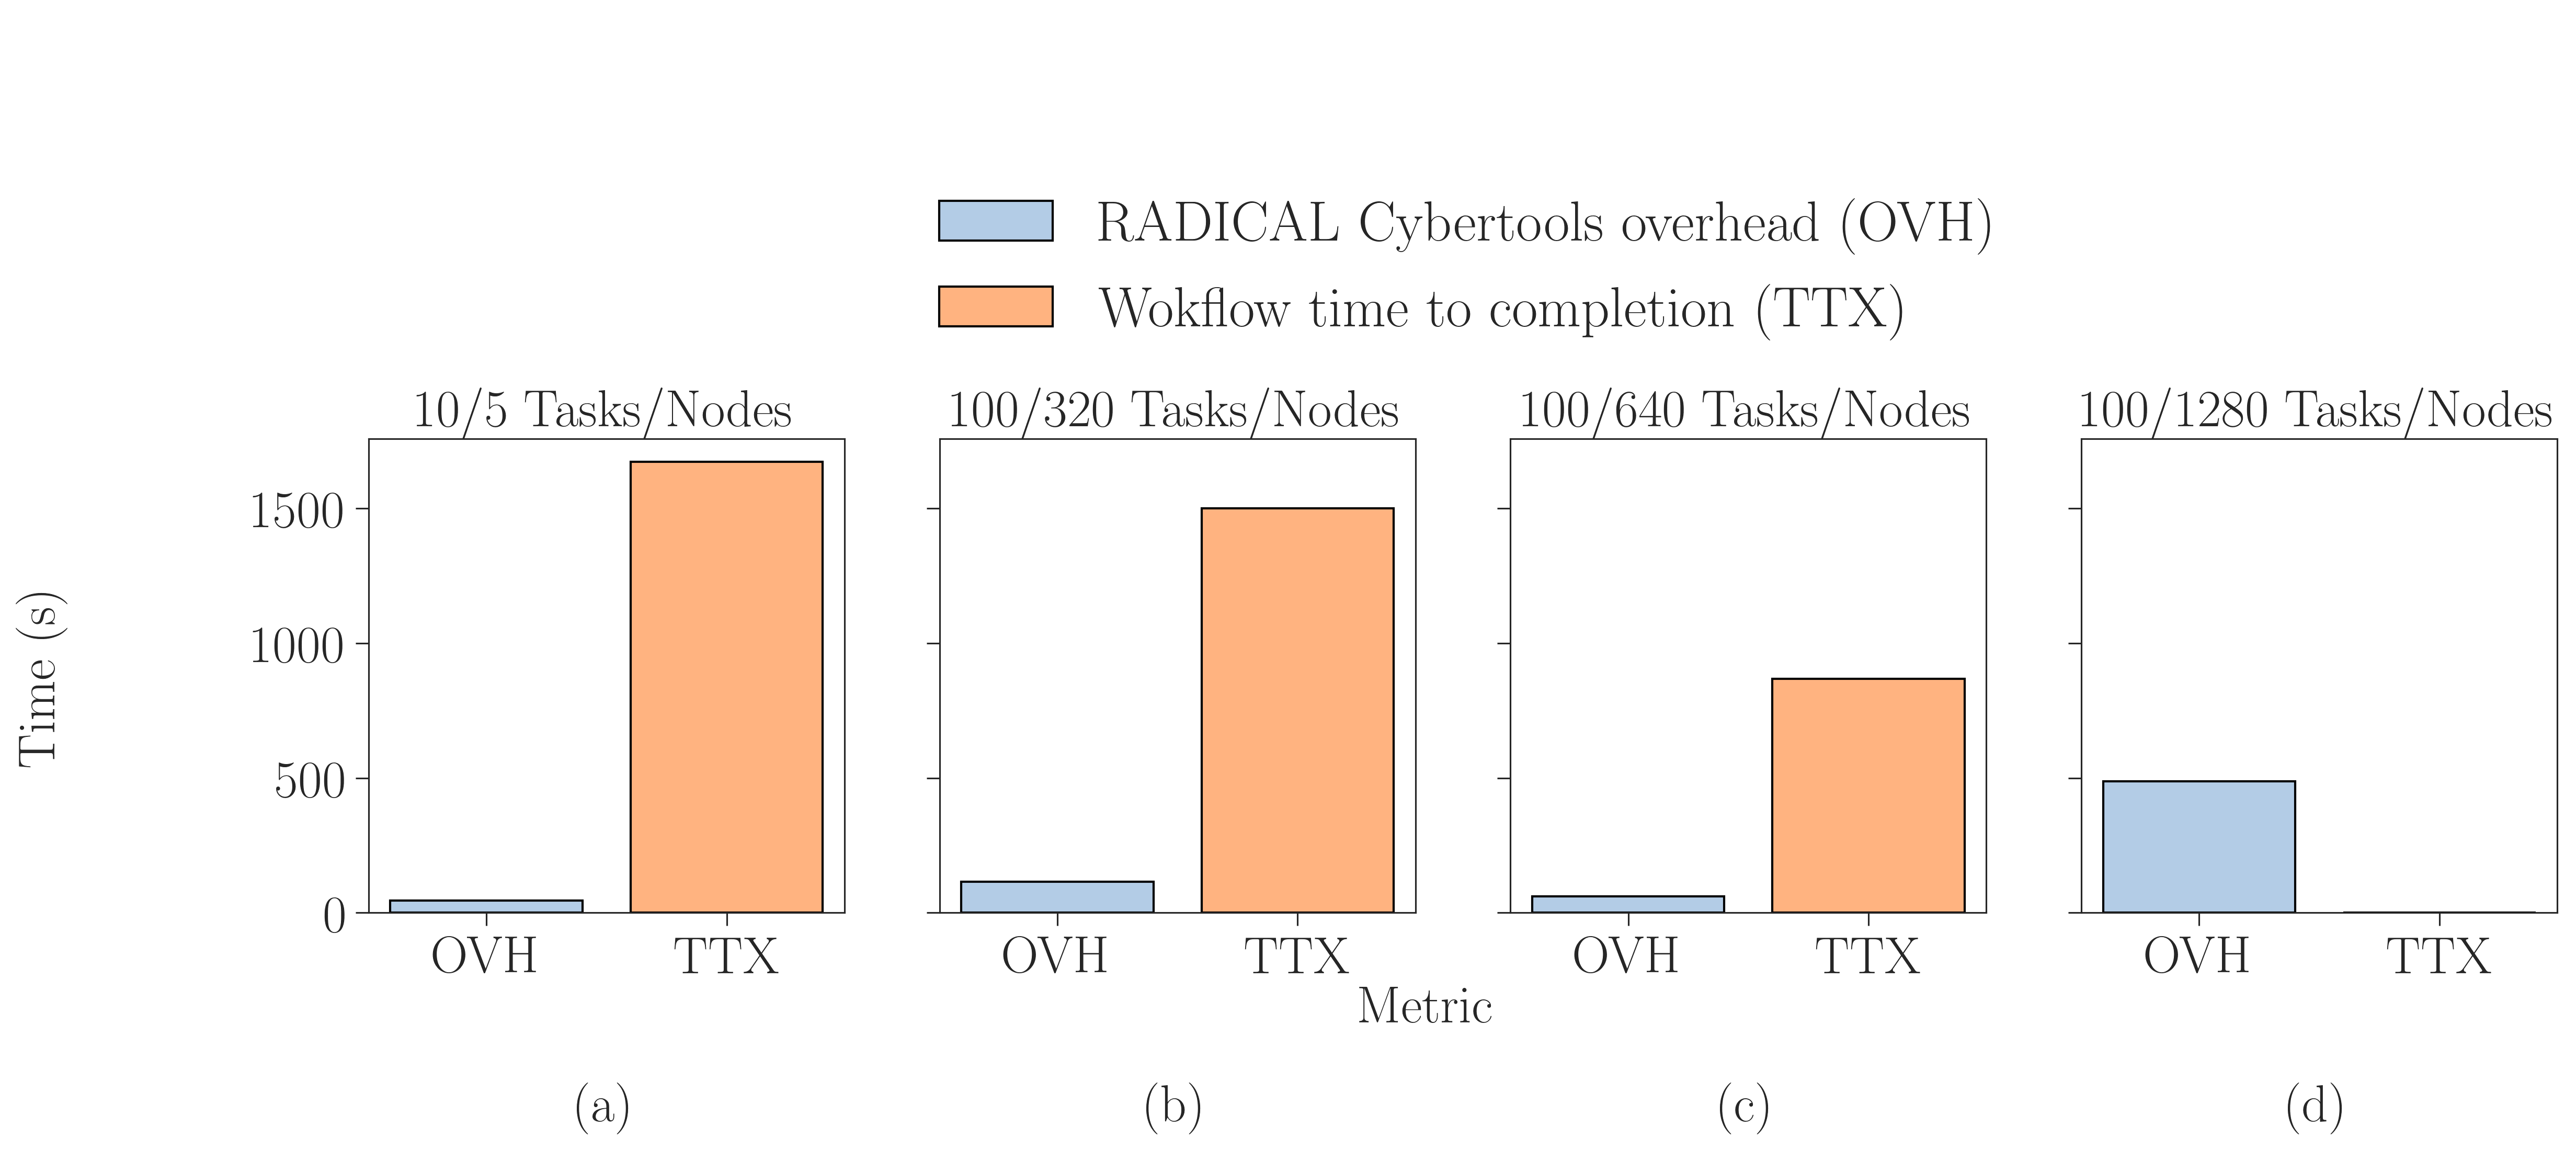 RADICAL Cybertools overhead (OVH)
Wokflow time to completion (TTX)
10/5 Tasks/Nodes
100/320 Tasks/Nodes
100/640 Tasks/Nodes
100/1280 Tasks/Nodes
Time (s)
1500
1000
500
0
OVH TTX
OVH TTX
OVH TTX
OVH TTX
Metric
(a)
(b)
(c)
(d)